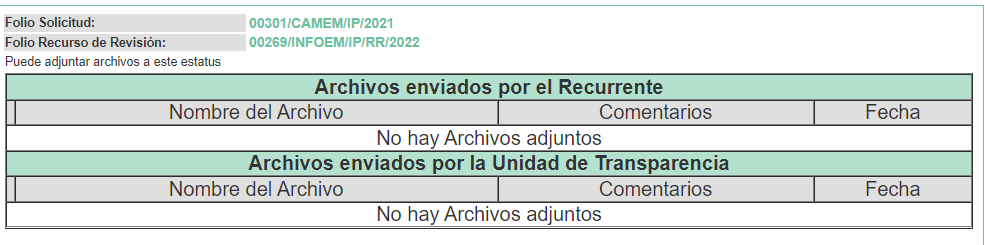 Folio Solicitud: 00301/CAMEM/IP/2021
Folio Recurso de Revisión: 00269/INFOEM/IP/RR/2022
Puede adjuntar archivos a este estatus
Archivos enviados por el Recurrente
Nombre del Archivo Comentarios Fecha
No hay Archivos adjuntos
Archivos enviados por la Unidad de Transparencia
Nombre del Archivo Comentarios Fecha
No hay Archivos adjuntos